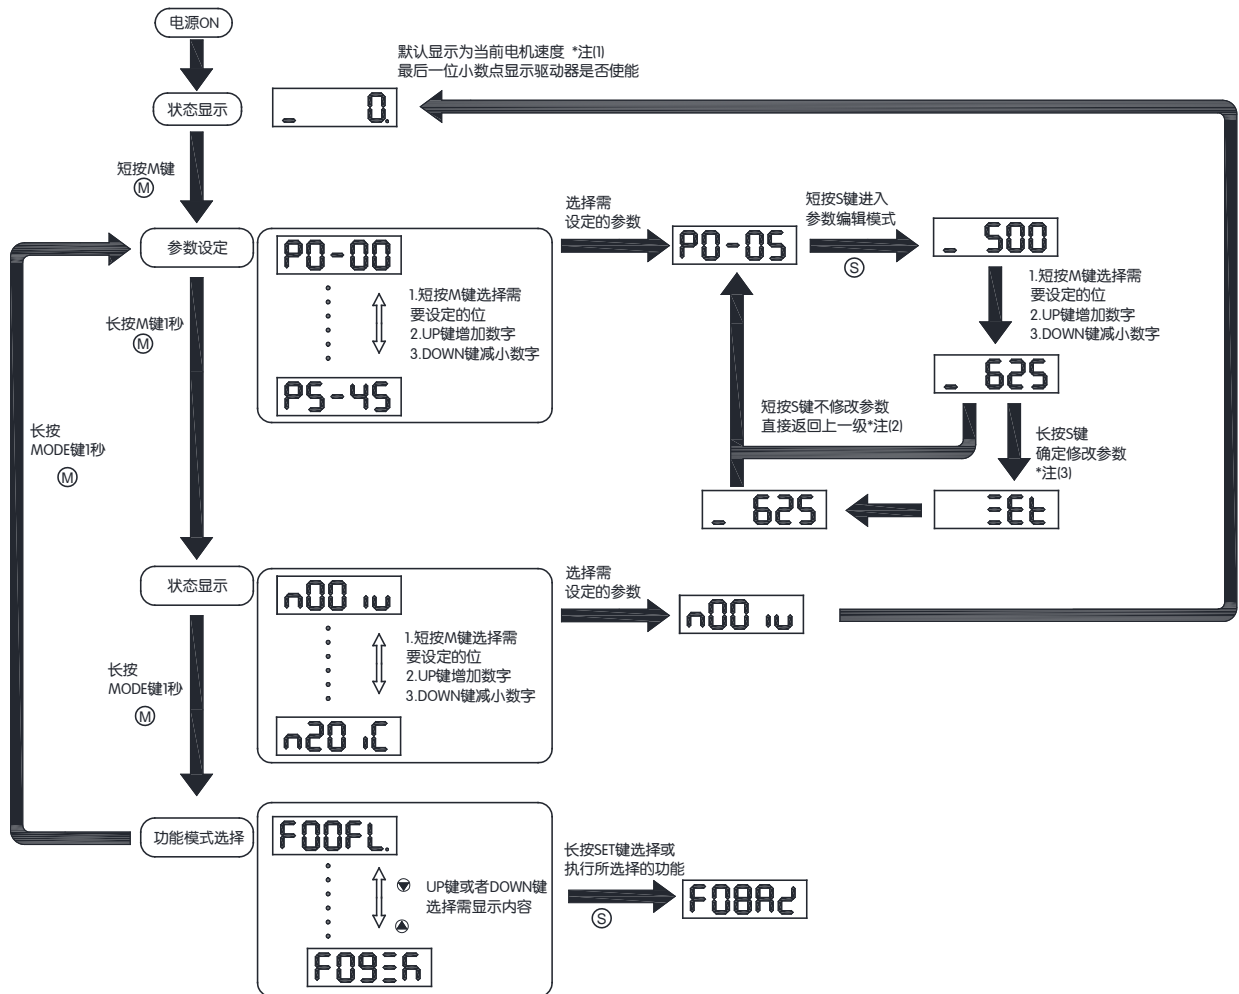 电源ON
默认显示为当前电机速度 *注(1)
最后一位小数点显示驱动器是否使能
状态显示
_ 0.
短按M键
M
参数设定
P0-00
1.短按M键选择需
要设定的位
2.UP键增加数字
3.DOWN键减小数字
P5-45
选择需
设定的参数
P0-05
短按S键进入
参数编辑模式
S
_ 500
1.短按M键选择需
要设定的位
2.UP键增加数字
3.DOWN键减小数字
_ 625
长按M键1秒
M
短按S键不修改参数
直接返回上一级*注(2)
长按S键
确定修改参数
*注(3)
_ 625
长按
MODE键1秒
M
状态显示
n00 iu
1.短按M键选择需
要设定的位
2.UP键增加数字
3.DOWN键减小数字
n20 iC
选择需
设定的参数
n00 iu
长按
MODE键1秒
M
功能模式选择
F00FL.
UP键或者DOWN键
选择需显示内容
长按SET键选择或
执行所选择的功能
S
F08Ad